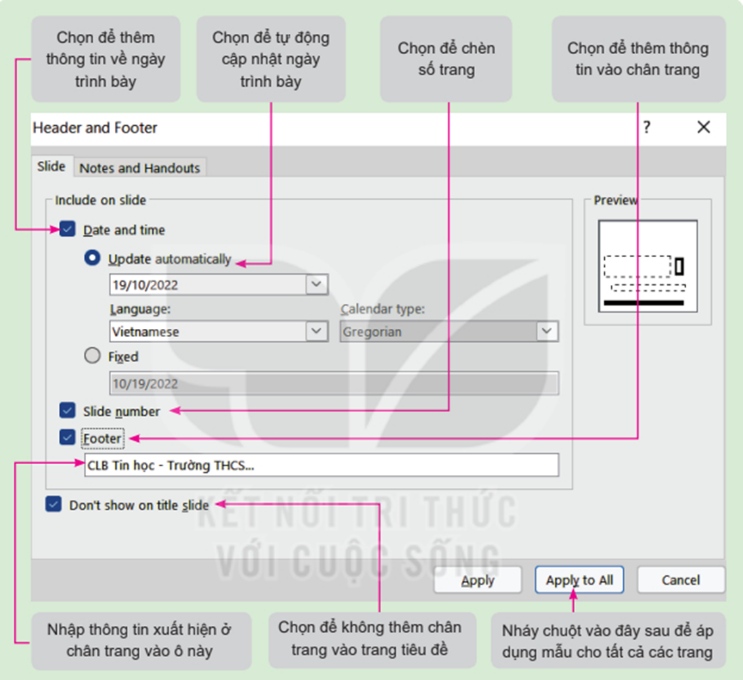 Chọn để thêm
thông tin về ngày
trình bày
Chọn để tự động
cập nhật ngày
trình bày
Chọn để chèn
số trang
Chọn để thêm thông
tin vào chân trang
Header and Footer
?
Slide
Notes and Handouts
Include on slide
Preview
Date and time
Update automatically
19/10/2022
Language:
Calendar type:
Vietnamese
Gregorian
Fixed
10/19/2022
Slide number
Footer
CLB Tin học - Trường THCS...
Don't show on title slide
KẾT NỐI TRI THỨC
VỚI CUỘC SỐNG
Apply
Apply to All
Cancel
Nhập thông tin xuất hiện ở
chân trang vào ô này
Chọn để không thêm chân
trang vào trang tiêu đề
Nháy chuột vào đây sau để áp
dụng mẫu cho tất cả các trang